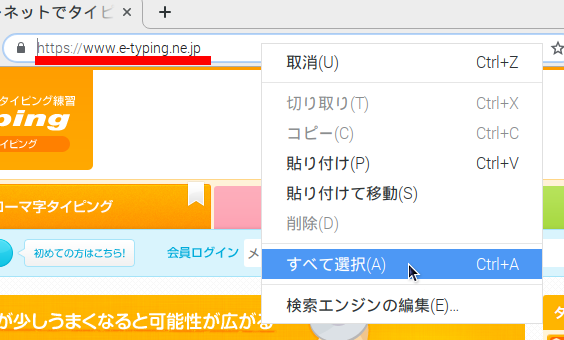 ーネットでタイピ × +
https://www.e-typing.ne.jp
取消(U) Ctrl+Z
切り取り(T) Ctrl+X
コピー(C) Ctrl+C
貼り付け(P) Ctrl+V
貼り付けて移動(S)
削除(D)
すべて選択(A) Ctrl+A
検索エンジンの編集(E)...
タイピング練習
ping
イピング
ローマ字タイピング
初めての方はこちら!
会員ログイン メ
が少しうまくなると可能性が広がる
タ